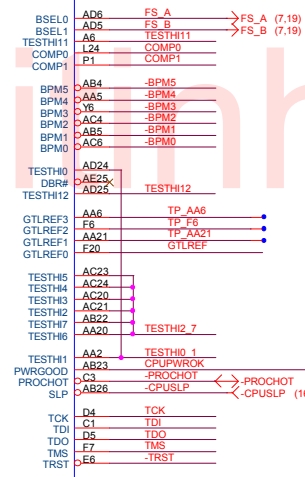 BSEL0 AD6 FS_A FS_A (7,19)
BSEL1 AD5 FS_B FS_B (7,19)
TESTHI11 A6 TESTHI11
COMP0 L24 COMP0
COMP1 P1 COMP1
BPM5 AB4 -BPM5
BPM4 AA5 -BPM4
BPM3 Y6 -BPM3
BPM2 AC4 -BPM2
BPM1 AB5 -BPM1
BPM0 AC6 -BPM0
TESTHI0 AD24
DBR# AE25
TESTHI12 AD25 TESTHI12
GTLREF3 AA6 TP_AA6
GTLREF2 F6 TP_F6
GTLREF1 AA21 TP_AA21
GTLREF0 F20 GTLREF
TESTHI5 AC23
TESTHI4 AC24
TESTHI3 AC20
TESTHI2 AC21
TESTHI7 AB22
TESTHI6 AA20 TESTHI2_7
TESTHI1 AA2 TESTHI0_1
PWRGOOD AB23 CPUPWROK
PROCHOT C3 -PROCHOT -PROCHOT
SLP AB26 -CPUSLP -CPUSLP (16
TCK D4 TCK
TDI C1 TDI
TDO D5 TDO
TMS F7 TMS
TRST E6 -TRST